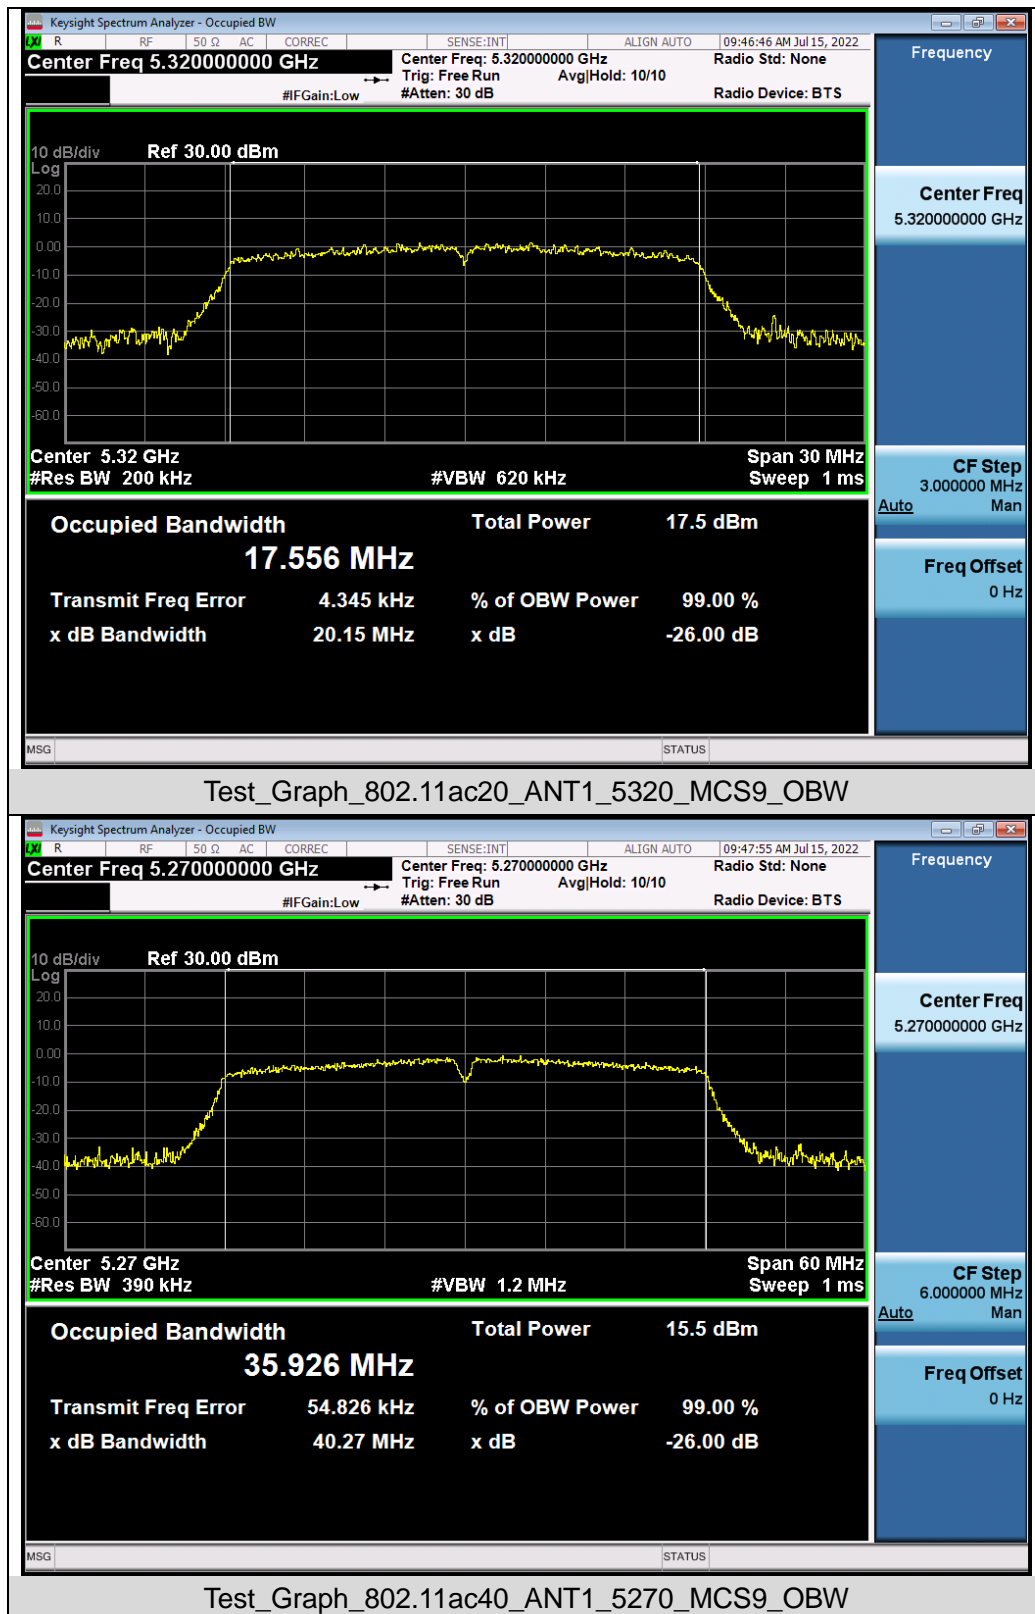 Keysight Spectrum Analyzer - Occupied BW
LXI R RF 50 Ω AC CORREC SENSE:INT ALIGN AUTO 09:46:46 AM Jul 15, 2022
Center Freq 5.320000000 GHz
Center Freq: 5.320000000 GHz Radio Std: None
Trig: Free Run Avg|Hold: 10/10
#IFGain:Low #Atten: 30 dB Radio Device: BTS
Frequency
10 dB/div Ref 30.00 dBm
Log
20.0
10.0
0.00
-10.0
-20.0
-30.0
-40.0
-50.0
-60.0
Center Freq
5.320000000 GHz
Center 5.32 GHz Span 30 MHz
#Res BW 200 kHz #VBW 620 kHz Sweep 1 ms
CF Step
3.000000 MHz
Auto Man
Freq Offset
0 Hz
Occupied Bandwidth Total Power 17.5 dBm
17.556 MHz
Transmit Freq Error 4.345 kHz % of OBW Power 99.00 %
x dB Bandwidth 20.15 MHz x dB -26.00 dB
MSG STATUS
Test_Graph_802.11ac20_ANT1_5320_MCS9_OBW
Keysight Spectrum Analyzer - Occupied BW
LXI R RF 50 Ω AC CORREC SENSE:INT ALIGN AUTO 09:47:55 AM Jul 15, 2022
Center Freq 5.270000000 GHz
Center Freq: 5.270000000 GHz Radio Std: None
Trig: Free Run Avg|Hold: 10/10
#IFGain:Low #Atten: 30 dB Radio Device: BTS
Frequency
10 dB/div Ref 30.00 dBm
Log
20.0
10.0
0.00
-10.0
-20.0
-30.0
-40.0
-50.0
-60.0
Center Freq
5.270000000 GHz
Center 5.27 GHz Span 60 MHz
#Res BW 390 kHz #VBW 1.2 MHz Sweep 1 ms
CF Step
6.000000 MHz
Auto Man
Freq Offset
0 Hz
Occupied Bandwidth Total Power 15.5 dBm
35.926 MHz
Transmit Freq Error 54.826 kHz % of OBW Power 99.00 %
x dB Bandwidth 40.27 MHz x dB -26.00 dB
MSG STATUS
Test_Graph_802.11ac40_ANT1_5270_MCS9_OBW